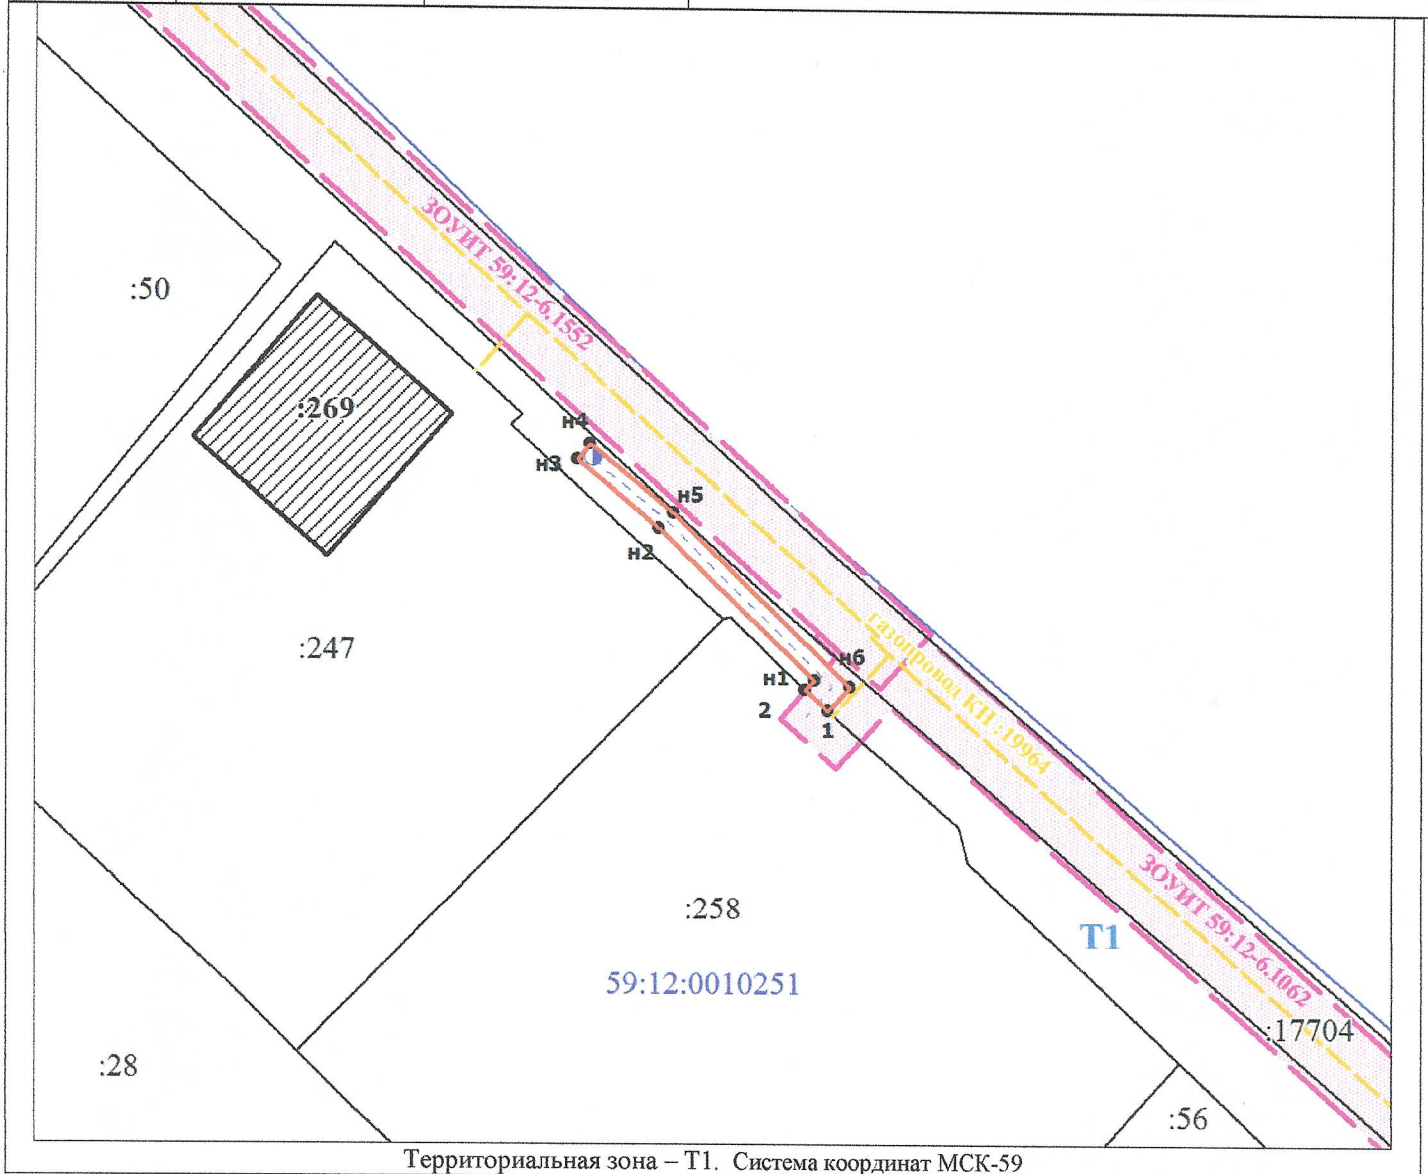 ЗОУИТ 59:12-6.1552
:50
:269
н4
н3
н5
н2
газопровод КН :19964
:247
н6
н1
2
1
ЗОУИТ 59:12-6.1062
:258
Т1
59:12:0010251
:17704
:28
:56
Территориальная зона – Т1. Система координат МСК-59